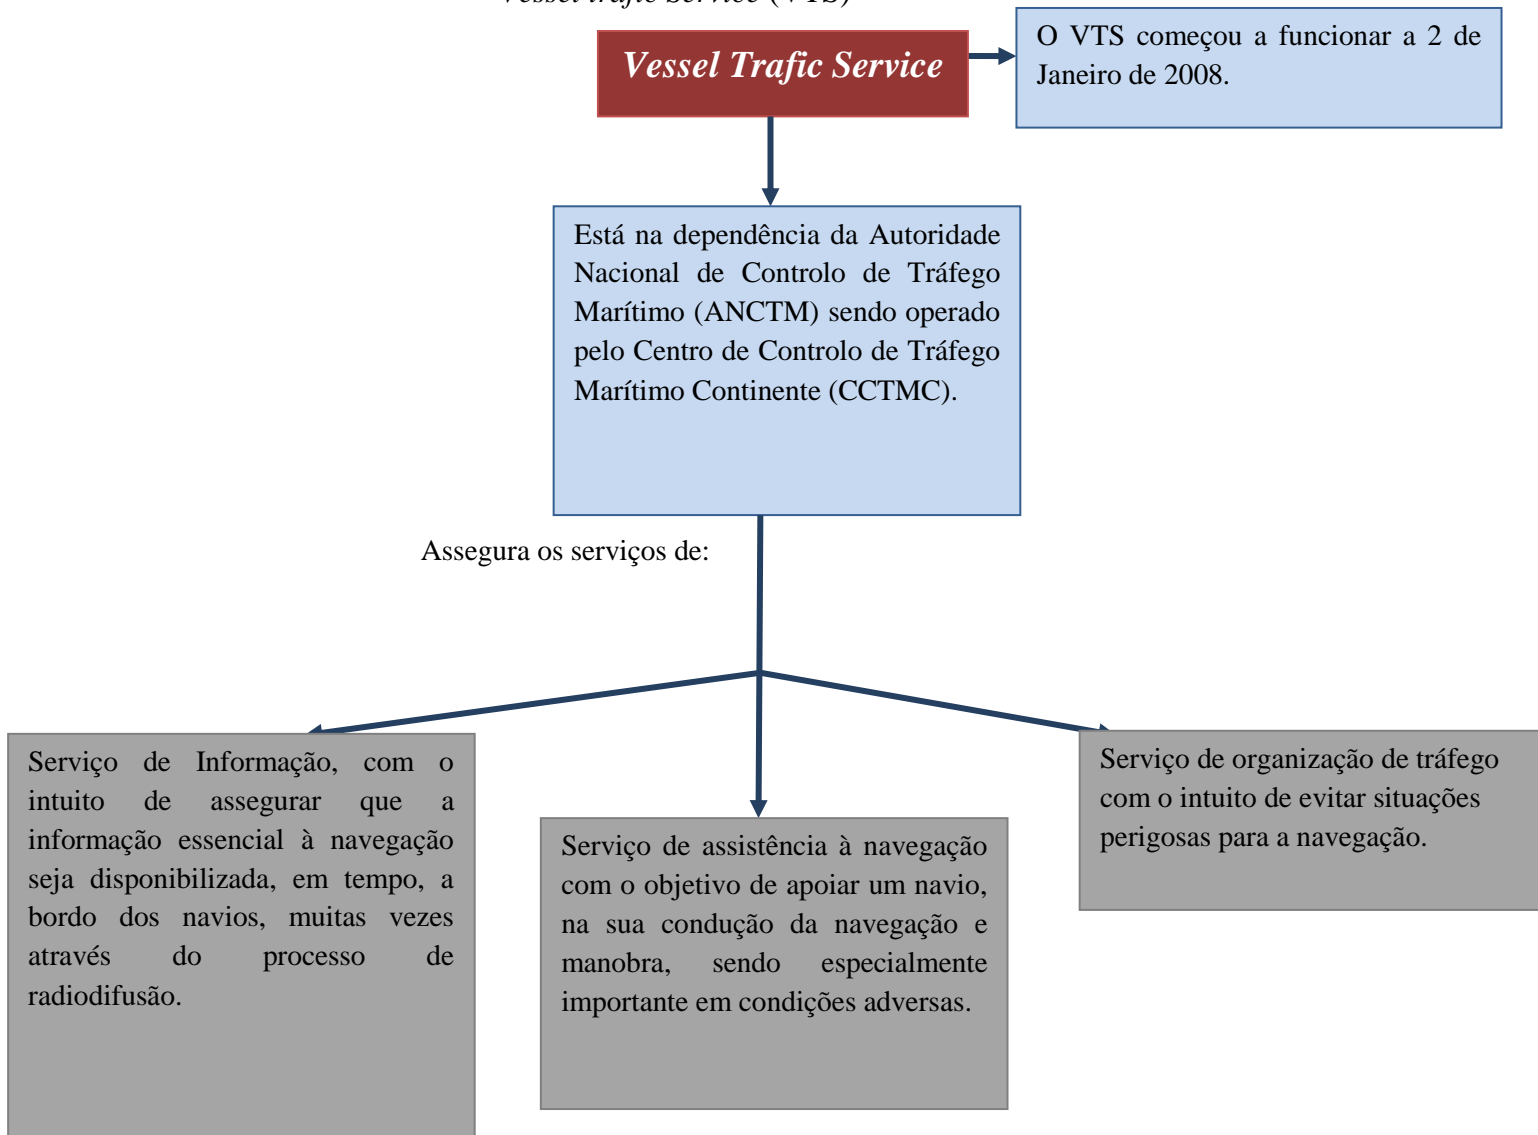 Vessel trafic Service (VTS)
Vessel Trafic Service
O VTS começou a funcionar a 2 de
Janeiro de 2008.
Está na dependência da Autoridade
Nacional de Controlo de Tráfego
Marítimo (ANCTM) sendo operado
pelo Centro de Controlo de Tráfego
Marítimo Continente (CCTMC).
Assegura os serviços de:
Serviço de Informação, com o
intuito de assegurar que a
informação essencial à navegação
seja disponibilizada, em tempo, a
bordo dos navios, muitas vezes
através do processo de
radiodifusão.
Serviço de assistência à navegação
com o objetivo de apoiar um navio,
na sua condução da navegação e
manobra, sendo especialmente
importante em condições adversas.
Serviço de organização de tráfego
com o intuito de evitar situações
perigosas para a navegação.